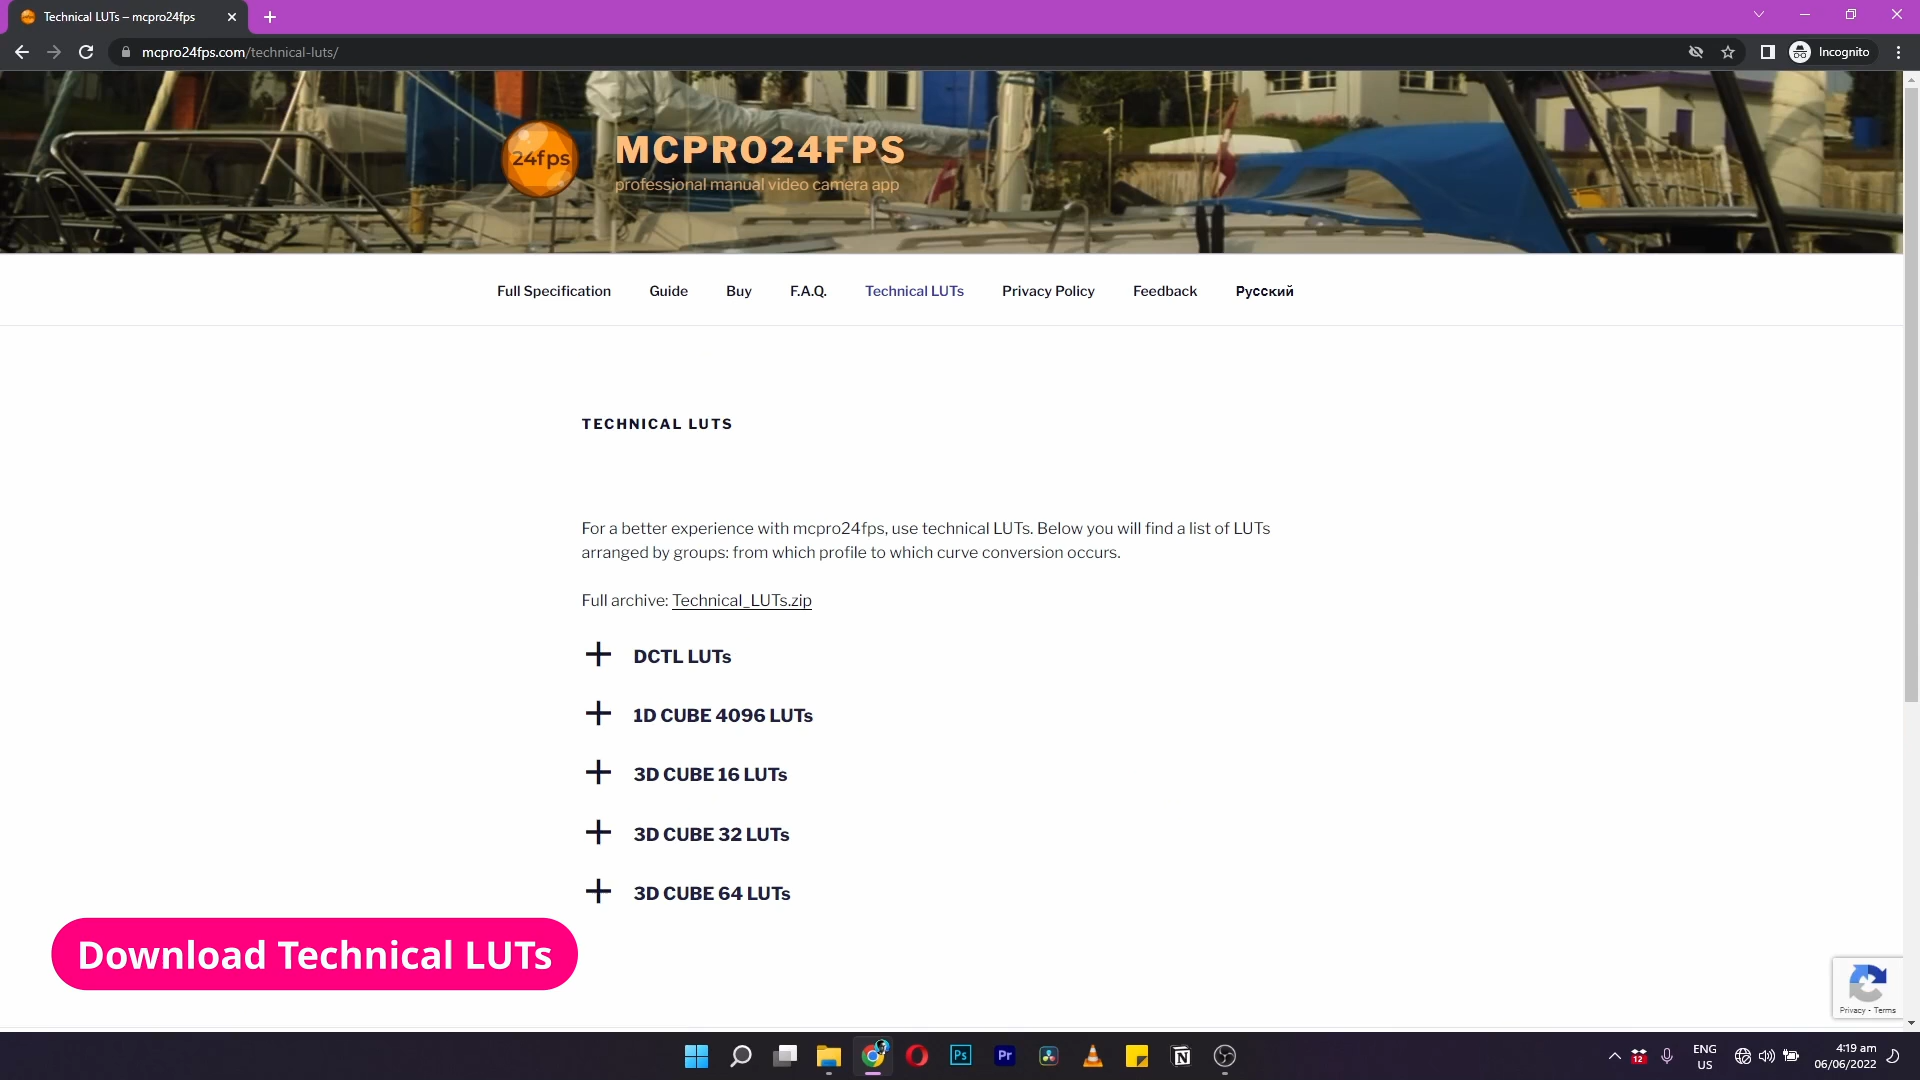 Technical LUTs – mcpro24fps
mcpro24fps.com/technical-luts/
Incognito
24fps
MCPRO24FPS
professional manual video camera app
Full Specification
Guide
Buy
F.A.Q.
Technical LUTs
Privacy Policy
Feedback
Русский
TECHNICAL LUTS
For a better experience with mcpro24fps, use technical LUTs. Below you will find a list of LUTs
arranged by groups: from which profile to which curve conversion occurs.
Full archive: Technical_LUTs.zip
DCTL LUTs
1D CUBE 4096 LUTs
3D CUBE 16 LUTs
3D CUBE 32 LUTs
3D CUBE 64 LUTs
Download Technical LUTs
Privacy - Terms
Ps
Pr
N
12
ENG
US
4:19 am
06/06/2022